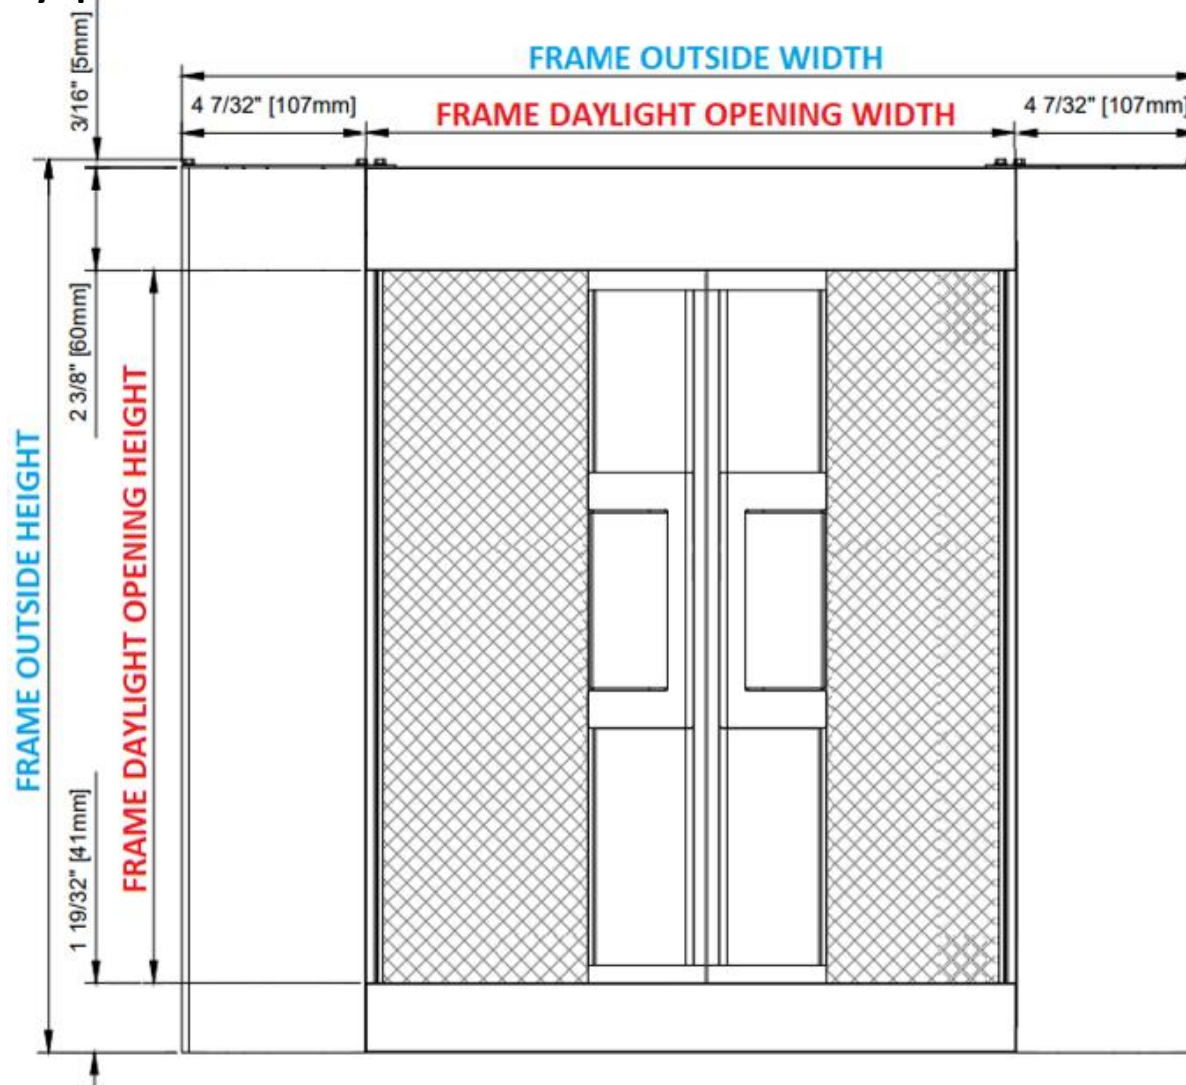 FRAME OUTSIDE WIDTH
4 7/32" [107mm]
FRAME DAYLIGHT OPENING WIDTH
4 7/32" [107mm]
3/16" [5mm]
2 3/8" [60mm]
FRAME OUTSIDE HEIGHT
FRAME DAYLIGHT OPENING HEIGHT
1 19/32" [41mm]